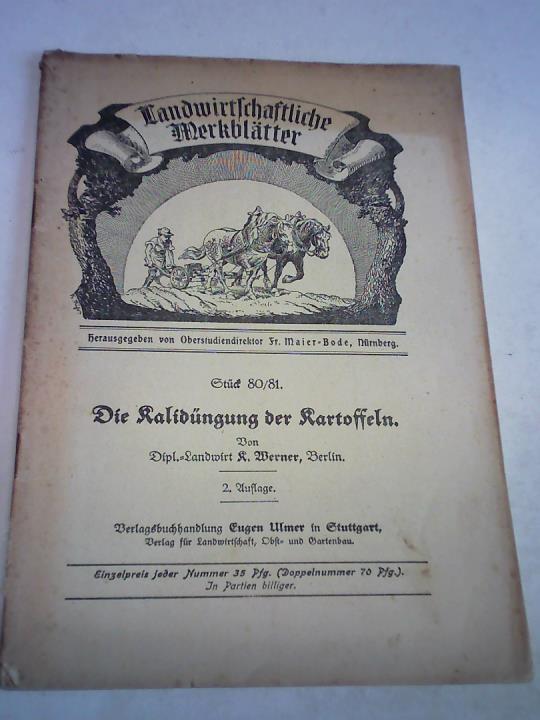 Landwirtschaftliche
Merkblätter
Herausgegeben von Oberstudiendirektor Fr. Maier-Bode, Nürnberg.
Stück 80/81.
Die Kalidüngung der Kartoffeln.
Von
Dipl.-Landwirt K. Werner, Berlin.
2. Auflage.
Verlagsbuchhandlung Eugen Ulmer in Stuttgart,
Verlag für Landwirtschaft, Obst- und Gartenbau.
Einzelpreis jeder Nummer 35 Pfg. (Doppelnummer 70 Pfg.).
In Partien billiger.